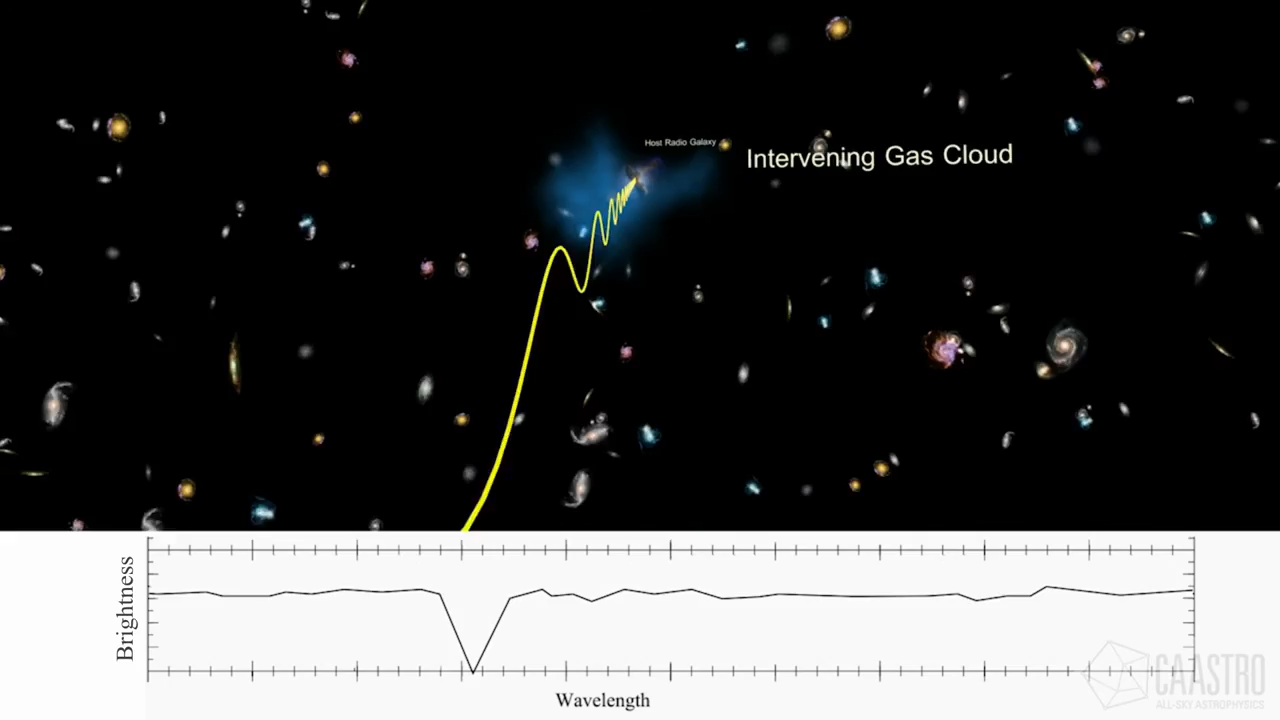 Host Radio Galaxy
Intervening Gas Cloud
Brightness
Wavelength
CAASTRO
ALL-SKY ASTROPHYSICS